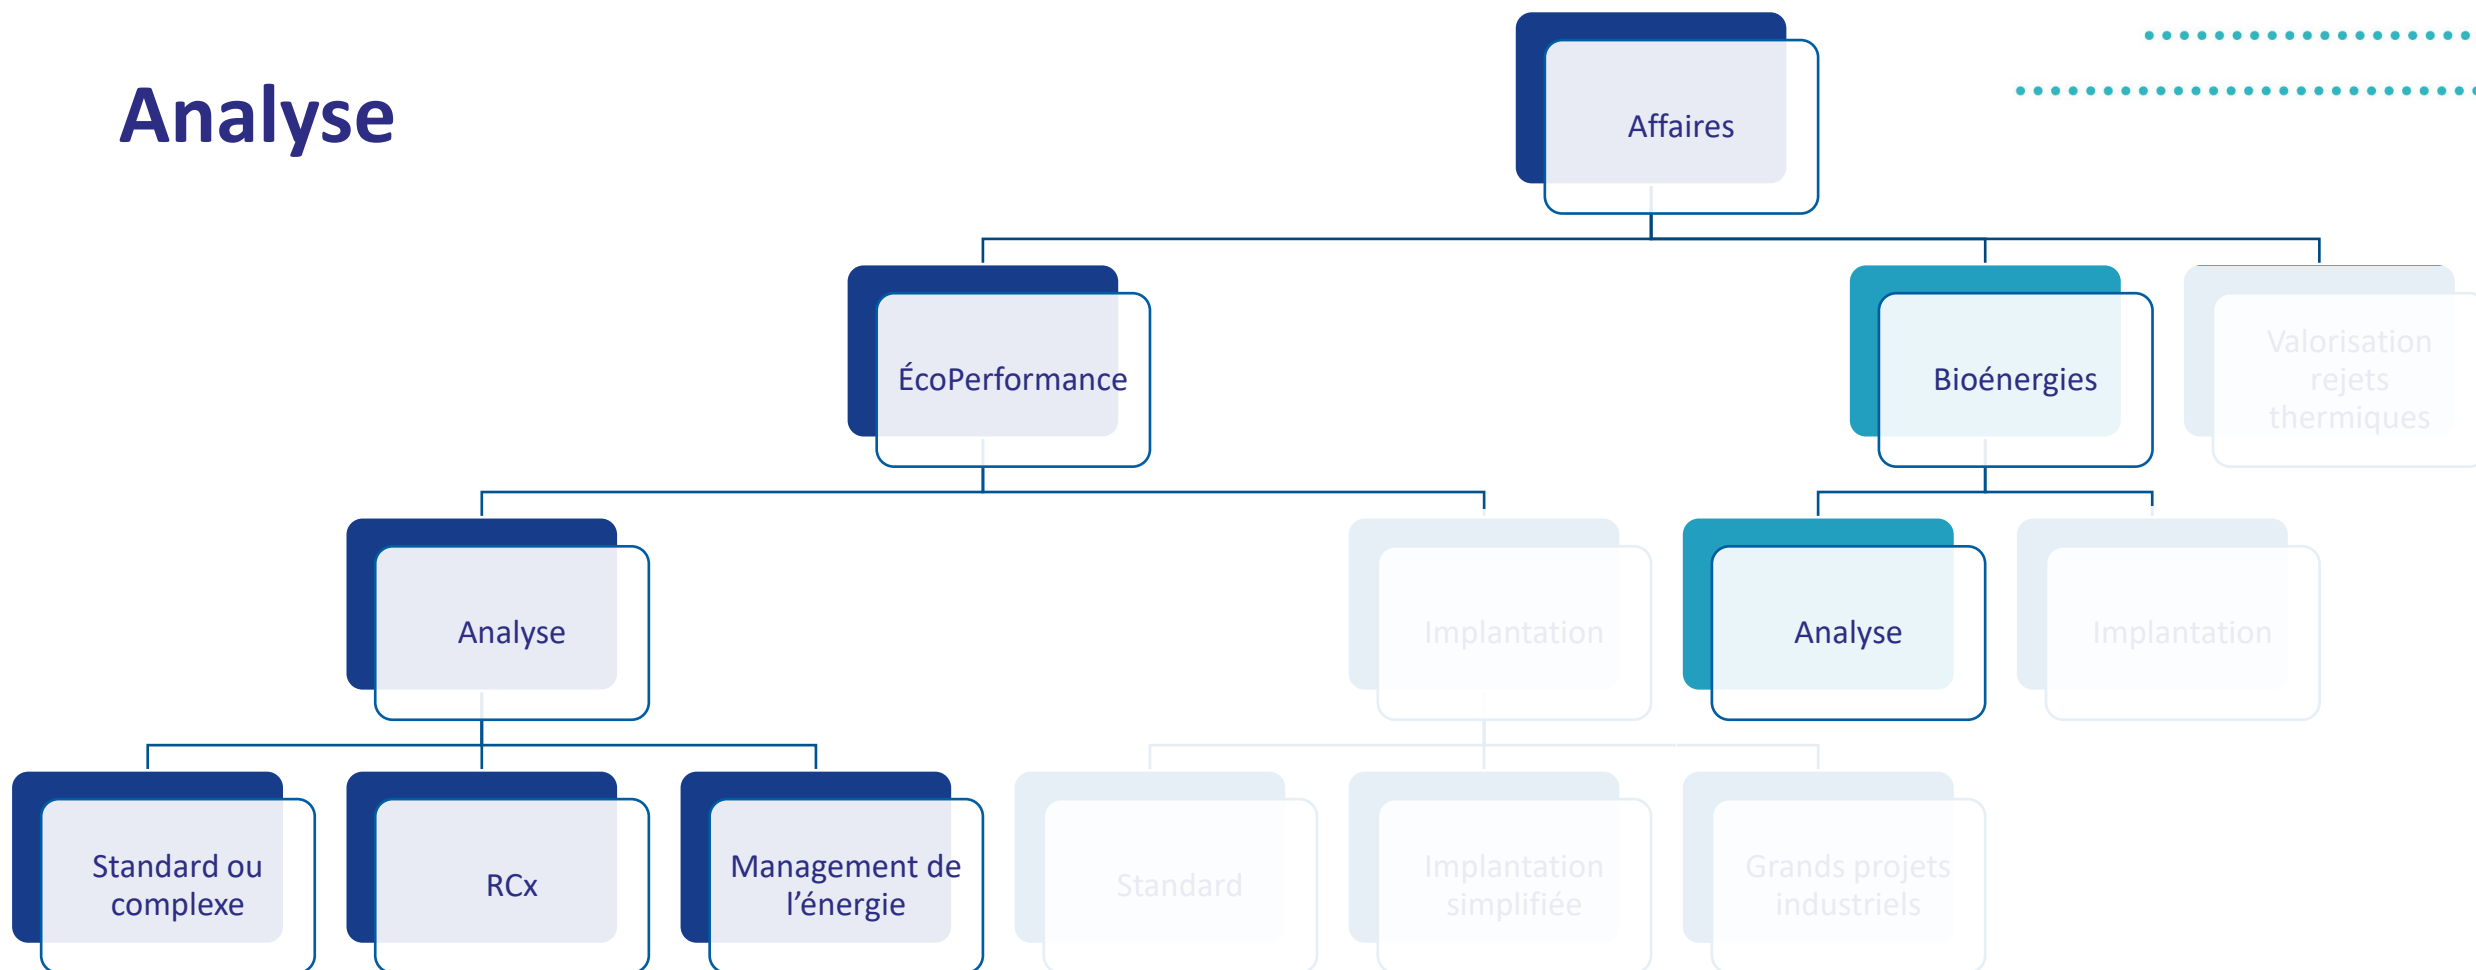 Analyse
Affaires
ÉcoPerformance
Bioénergies
Valorisation
rejets
thermiques
Analyse
Implantation
Analyse
Implantation
Standard ou
complexe
RCx
Management de
l’énergie
Standard
Implantation
simplifiée
Grands projets
industriels